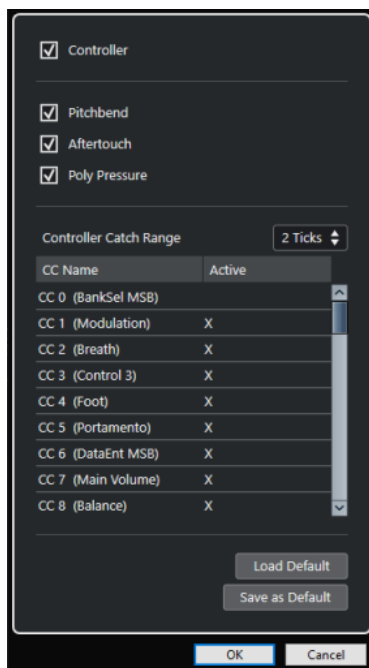 Controller
Pitchbend
Aftertouch
Poly Pressure
Controller Catch Range 2 Ticks
CC Name Active
CC 0 (BankSel MSB)
CC 1 (Modulation) X
CC 2 (Breath) X
CC 3 (Control 3) X
CC 4 (Foot) X
CC 5 (Portamento) X
CC 6 (DataEnt MSB) X
CC 7 (Main Volume) X
CC 8 (Balance) X
Load Default
Save as Default
OK Cancel